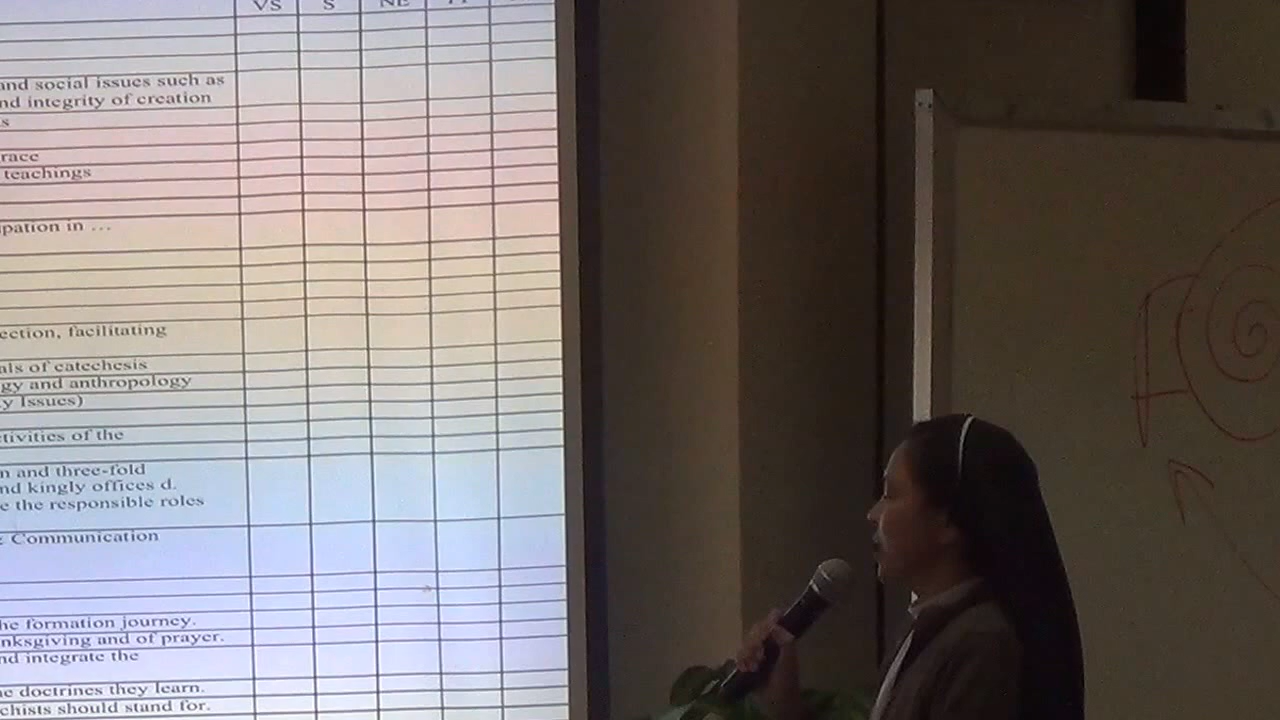 VS S NE
and social issues such as
nd integrity of creation
s
race
teachings
pation in …
ection, facilitating
als of catechesis
gy and anthropology
y Issues)
tivities of the
n and three-fold
nd kingly offices d.
e the responsible roles
& Communication
he formation journey.
nksgiving and of prayer.
nd integrate the
e doctrines they learn.
chists should stand for.